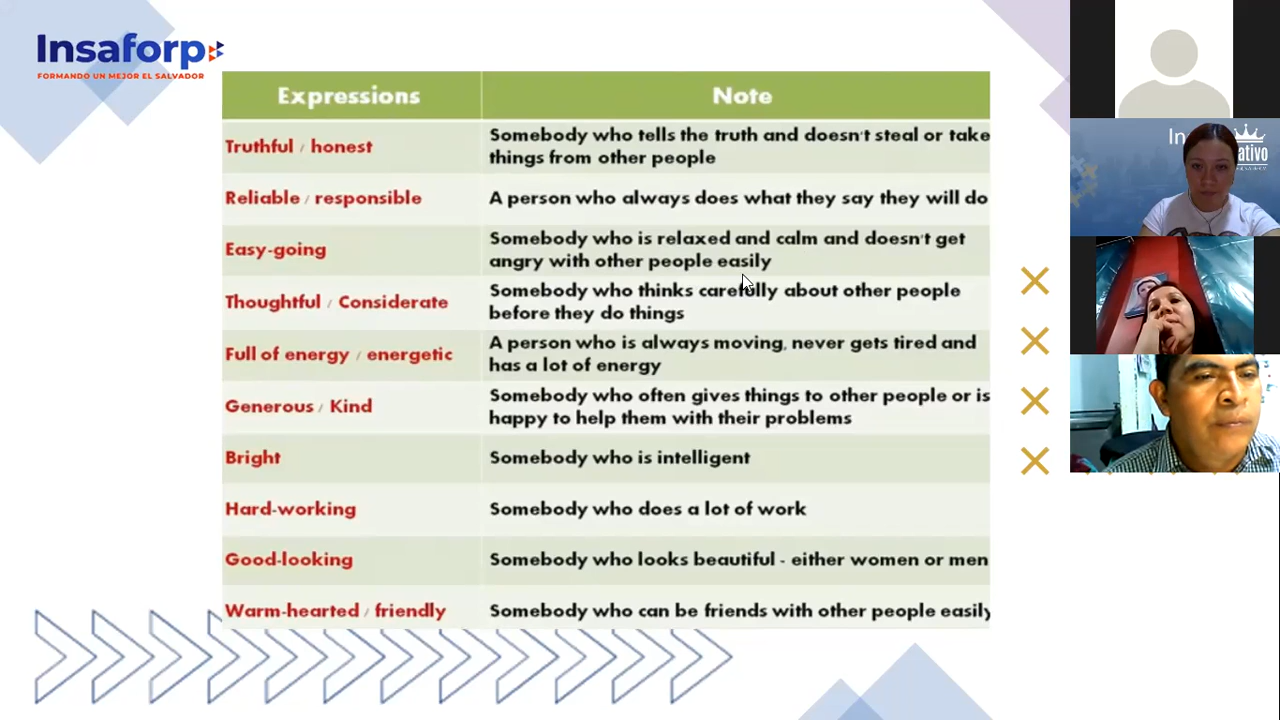 Insaforp
FORMANDO UN MEJOR EL SALVADOR
Expressions Note
Truthful / honest
Somebody who tells the truth and doesn't steal or take
things from other people
Reliable / responsible
A person who always does what they say they will do
Easy-going
Somebody who is relaxed and calm and doesn't get
angry with other people easily
Thoughtful / Considerate
Somebody who thinks carefully about other people
before they do things
Full of energy / energetic
A person who is always moving, never gets tired and
has a lot of energy
Generous / Kind
Somebody who often gives things to other people or is
happy to help them with their problems
Bright
Somebody who is intelligent
Hard-working
Somebody who does a lot of work
Good-looking
Somebody who looks beautiful - either women or men
Warm-hearted / friendly
Somebody who can be friends with other people easily
In
ativo